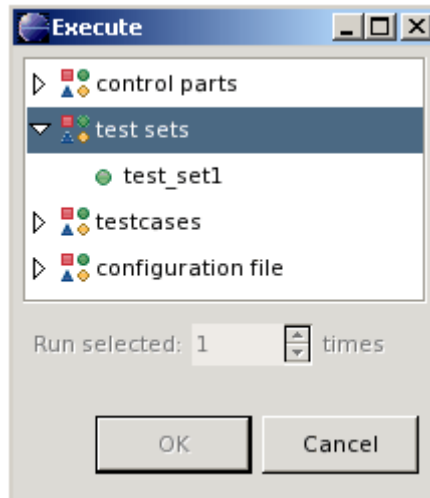 Execute
control parts
test sets
test_set1
testcases
configuration file
Run selected: 1 times
OK Cancel